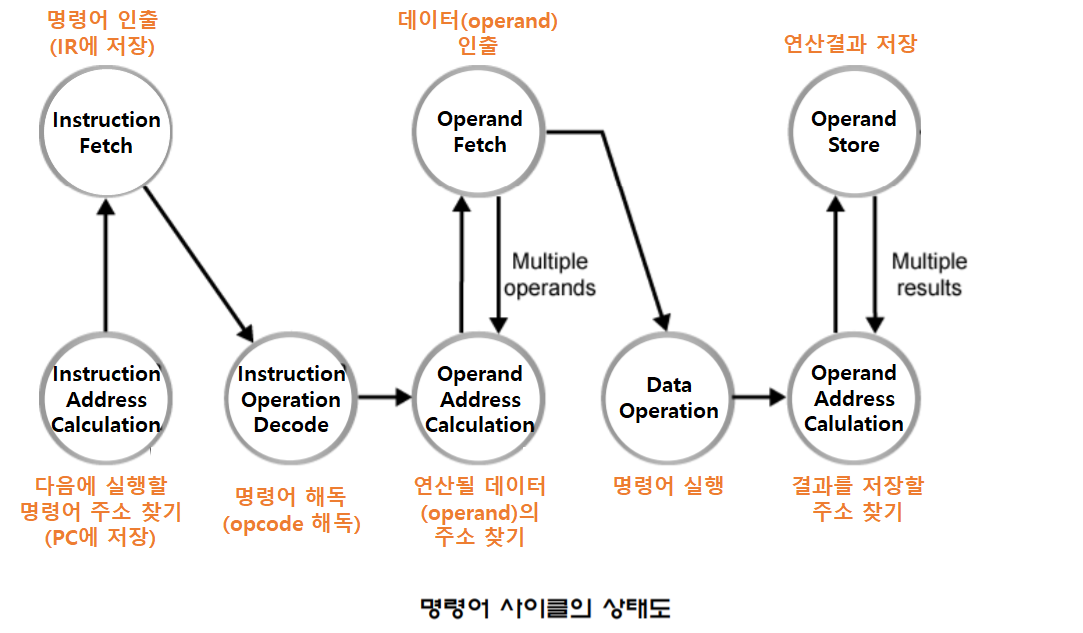 명령어 인출
(IR에 저장)
Instruction
Fetch
데이터(operand)
인출
Operand
Fetch
연산결과 저장
Operand
Store
Multiple
operands
Multiple
results
Instruction
Address
Calculation
다음에 실행할
명령어 주소 찾기
(PC에 저장)
Instruction
Operation
Decode
명령어 해독
(opcode 해독)
Operand
Address
Calculation
연산될 데이터
(operand)의
주소 찾기
Data
Operation
명령어 실행
Operand
Address
Calulation
결과를 저장할
주소 찾기
명령어 사이클의 상태도